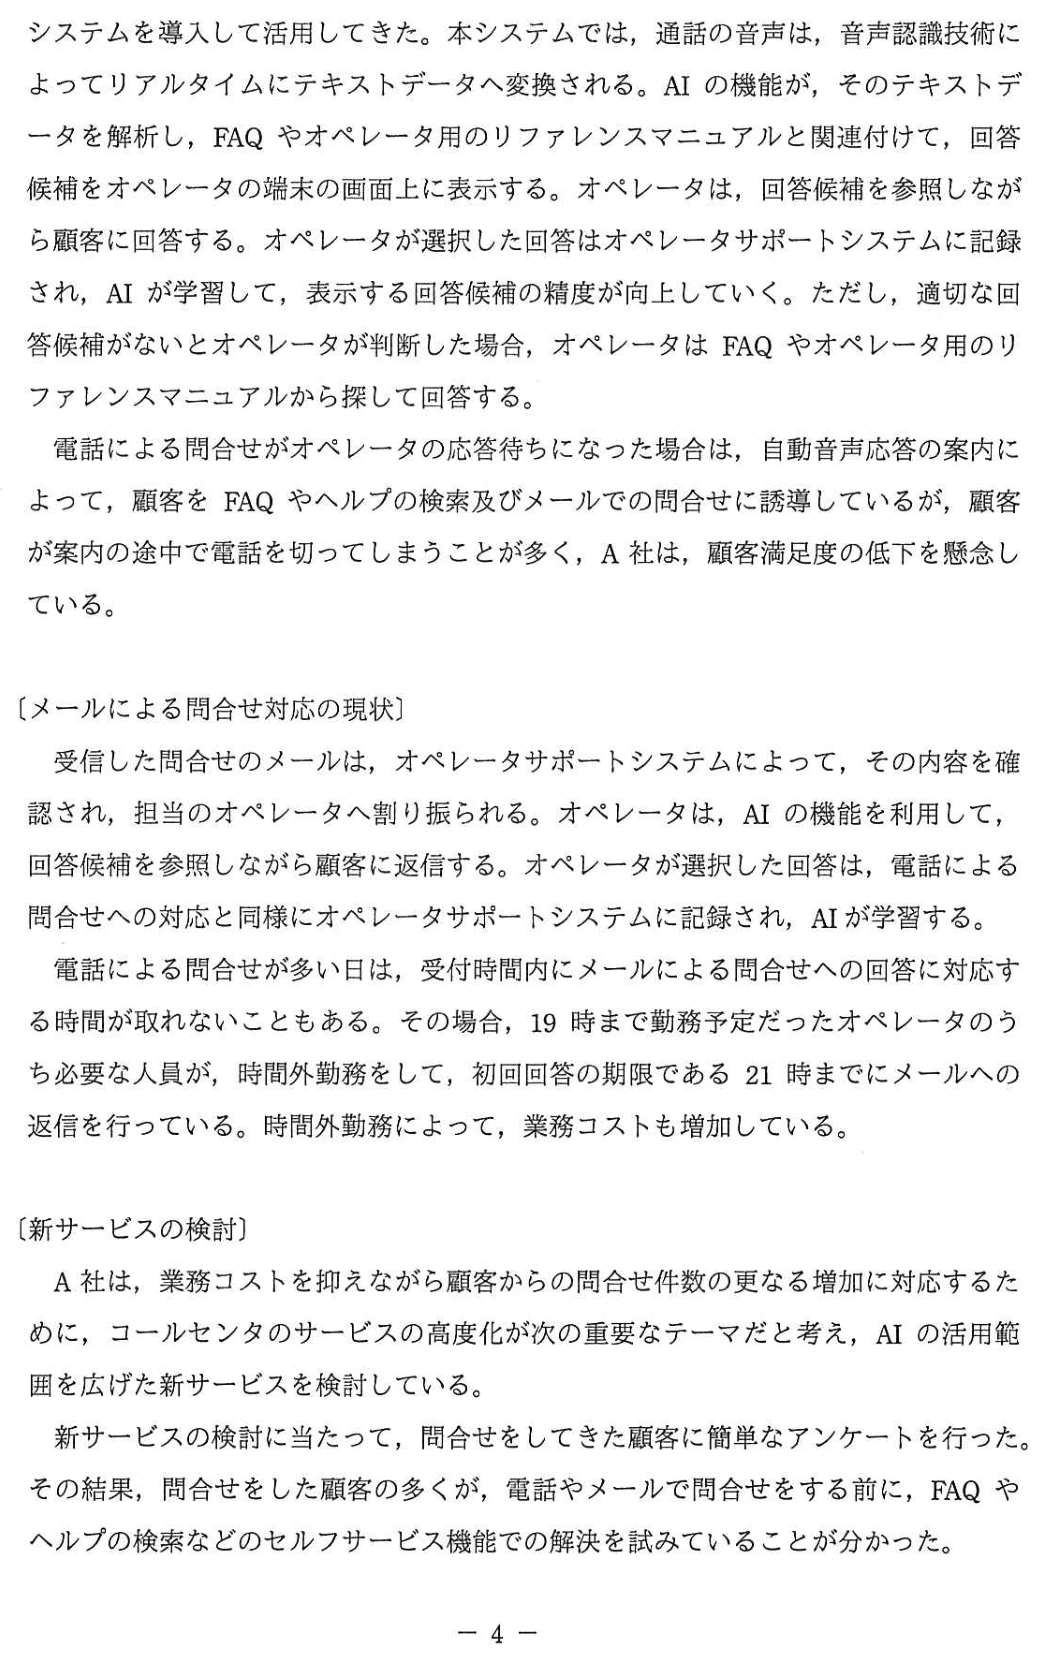 システムを導入して活用してきた。本システムでは，通話の音声は，音声認識技術に
よってリアルタイムにテキストデータへ変換される。AI の機能が，そのテキストデ
ータを解析し，FAQ やオペレータ用のリファレンスマニュアルと関連付けて，回答
候補をオペレータの端末の画面上に表示する。オペレータは，回答候補を参照しなが
ら顧客に回答する。オペレータが選択した回答はオペレータサポートシステムに記録
され，AI が学習して，表示する回答候補の精度が向上していく。ただし，適切な回
答候補がないとオペレータが判断した場合，オペレータは FAQ やオペレータ用のリ
ファレンスマニュアルから探して回答する。
　電話による問合せがオペレータの応答待ちになった場合は，自動音声応答の案内に
よって，顧客を FAQ やヘルプの検索及びメールでの問合せに誘導しているが，顧客
が案内の途中で電話を切ってしまうことが多く，A 社は，顧客満足度の低下を懸念し
ている。
〔メールによる問合せ対応の現状〕
　受信した問合せのメールは，オペレータサポートシステムによって，その内容を確
認され，担当のオペレータへ割り振られる。オペレータは，AI の機能を利用して，
回答候補を参照しながら顧客に返信する。オペレータが選択した回答は，電話による
問合せへの対応と同様にオペレータサポートシステムに記録され，AI が学習する。
　電話による問合せが多い日は，受付時間内にメールによる問合せへの回答に対応す
る時間が取れないこともある。その場合，19 時まで勤務予定だったオペレータのう
ち必要な人員が，時間外勤務をして，初回回答の期限である 21 時までにメールへの
返信を行っている。時間外勤務によって，業務コストも増加している。
〔新サービスの検討〕
　A 社は，業務コストを抑えながら顧客からの問合せ件数の更なる増加に対応するた
めに，コールセンタのサービスの高度化が次の重要なテーマだと考え，AI の活用範
囲を広げた新サービスを検討している。
　新サービスの検討に当たって，問合せをしてきた顧客に簡単なアンケートを行った。
その結果，問合せをした顧客の多くが，電話やメールで問合せをする前に，FAQ や
ヘルプの検索などのセルフサービス機能での解決を試みていることが分かった。
－ 4 －